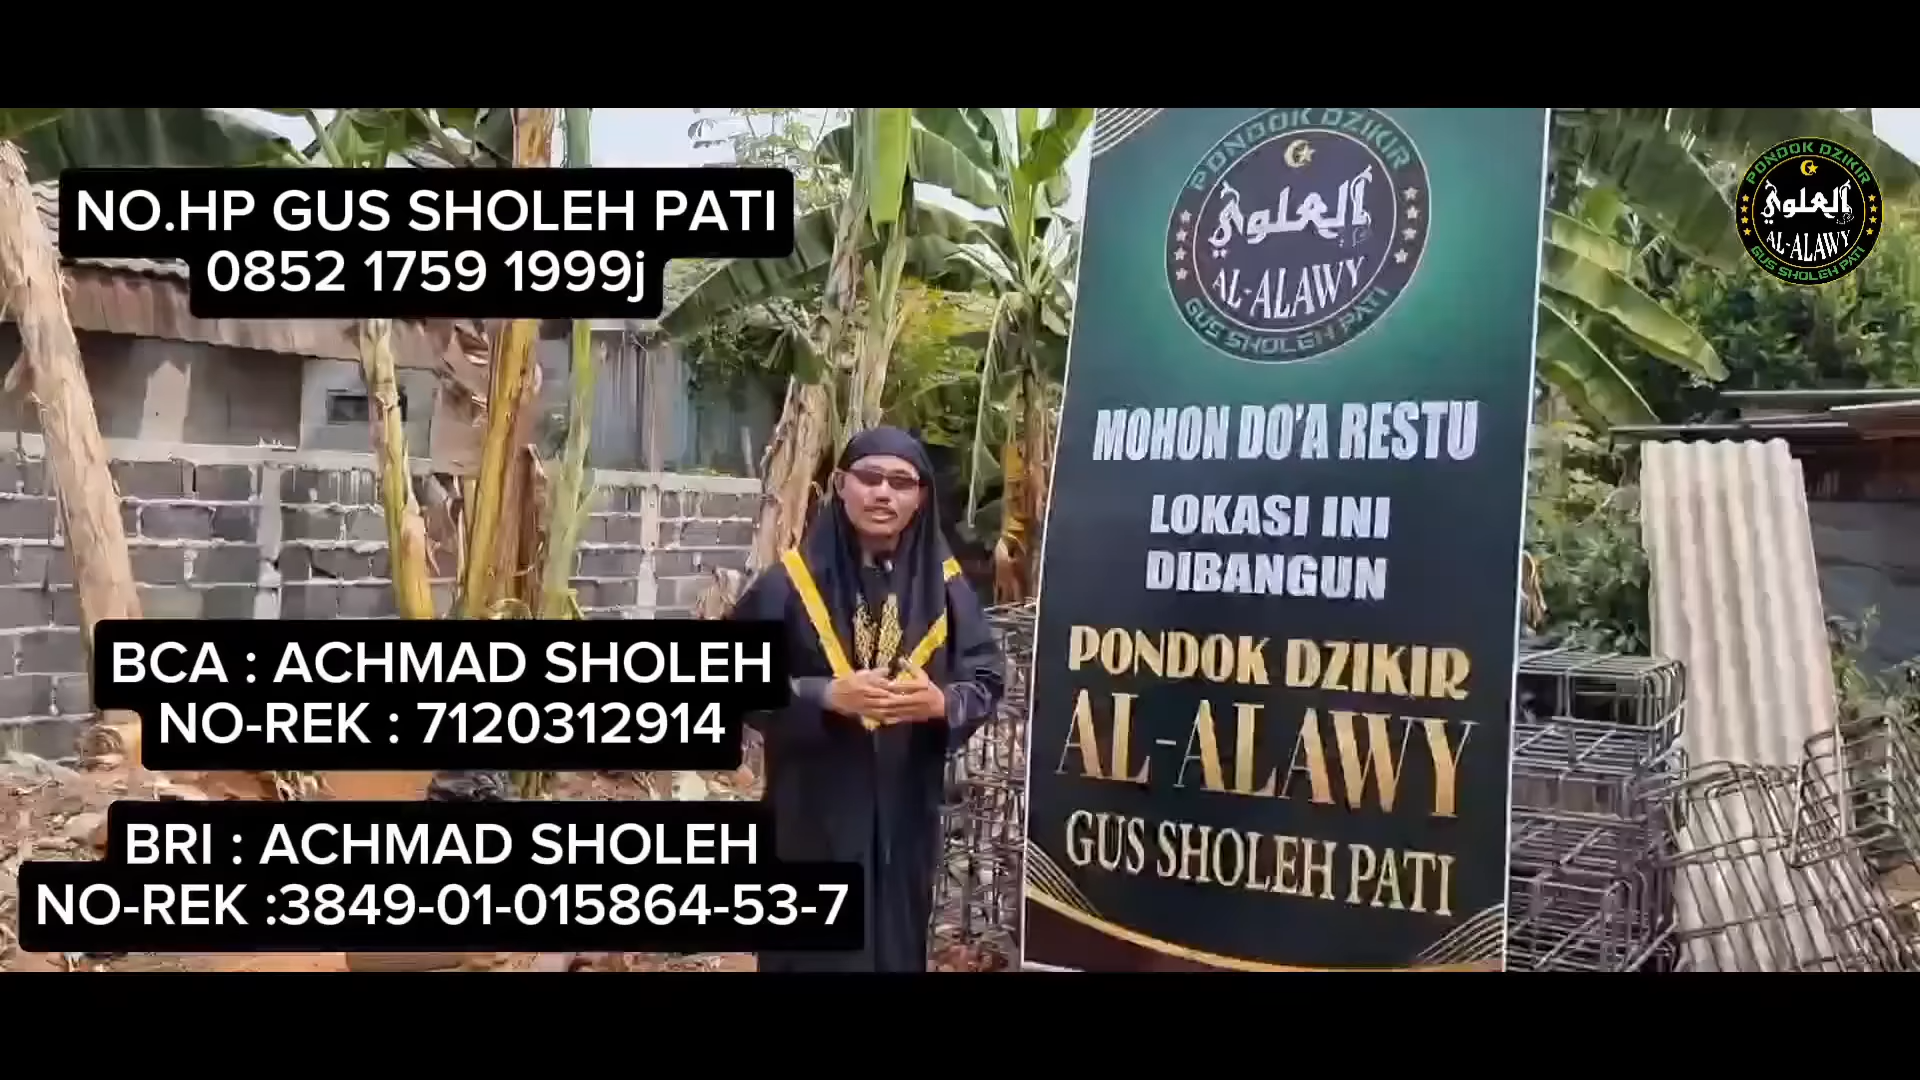 NO.HP GUS SHOLEH PATI
0852 1759 1999j
BCA : ACHMAD SHOLEH
NO-REK : 7120312914
BRI : ACHMAD SHOLEH
NO-REK :3849-01-015864-53-7
PONDOK DZIKIR
العلوي
AL-ALAWY
GUS SHOLEH PATI
MOHON DO'A RESTU
LOKASI INI
DIBANGUN
PONDOK DZIKIR
AL-ALAWY
GUS SHOLEH PATI
PONDOK DZIKIR
العلوي
AL-ALAWY
GUS SHOLEH PATI